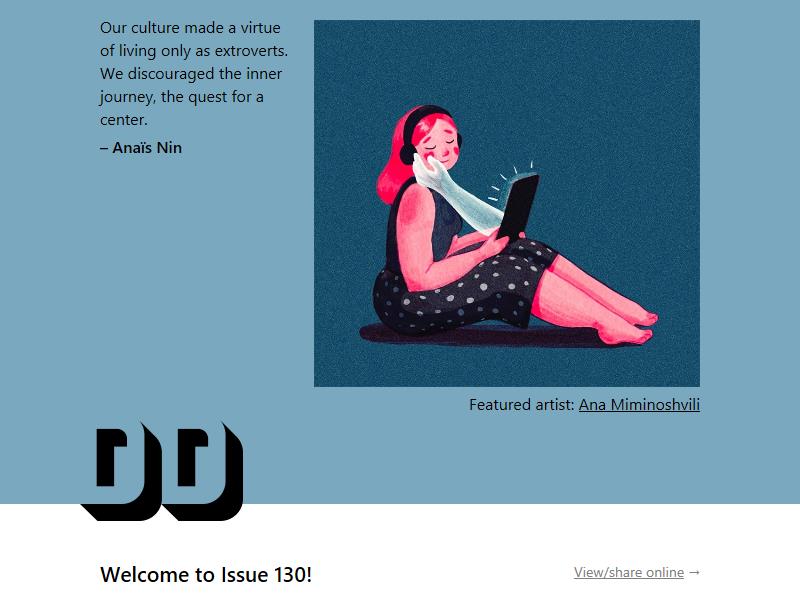 Our culture made a virtue
of living only as extroverts.
We discouraged the inner
journey, the quest for a
center.
– Anaïs Nin
Featured artist: Ana Miminoshvili
DD
Welcome to Issue 130!
View/share online →